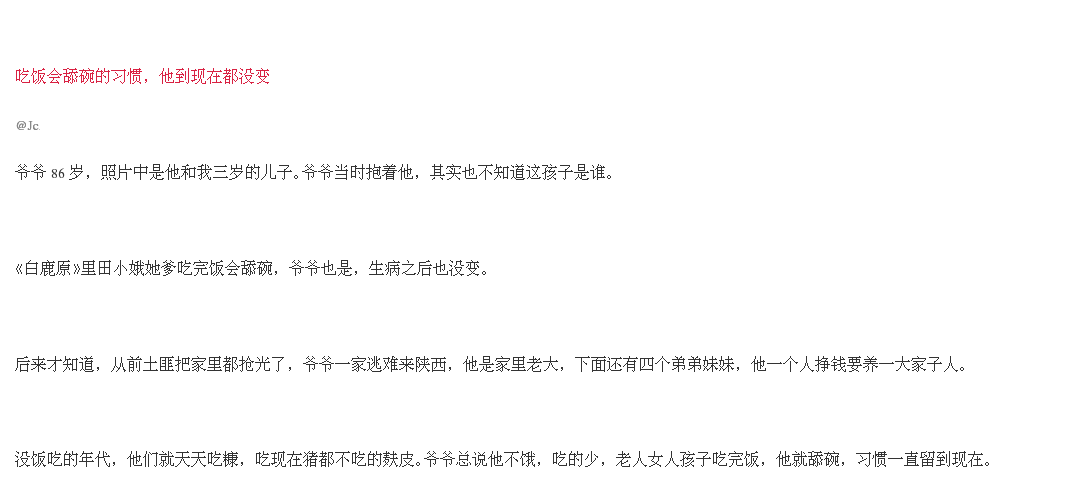 吃饭会舔碗的习惯，他到现在都没变
@Jc
爷爷 86 岁，照片中是他和我三岁的儿子。爷爷当时抱着他，其实也不知道这孩子是谁。
《白鹿原》里田小娥她爹吃完饭会舔碗，爷爷也是，生病之后也没变。
后来才知道，从前土匪把家里都抢光了，爷爷一家逃难来陕西，他是家里老大，下面还有四个弟弟妹妹，他一个人挣钱要养一大家子人。
没饭吃的年代，他们就天天吃糠，吃现在猪都不吃的麸皮。爷爷总说他不饿，吃的少，老人女人孩子吃完饭，他就舔碗，习惯一直留到现在。